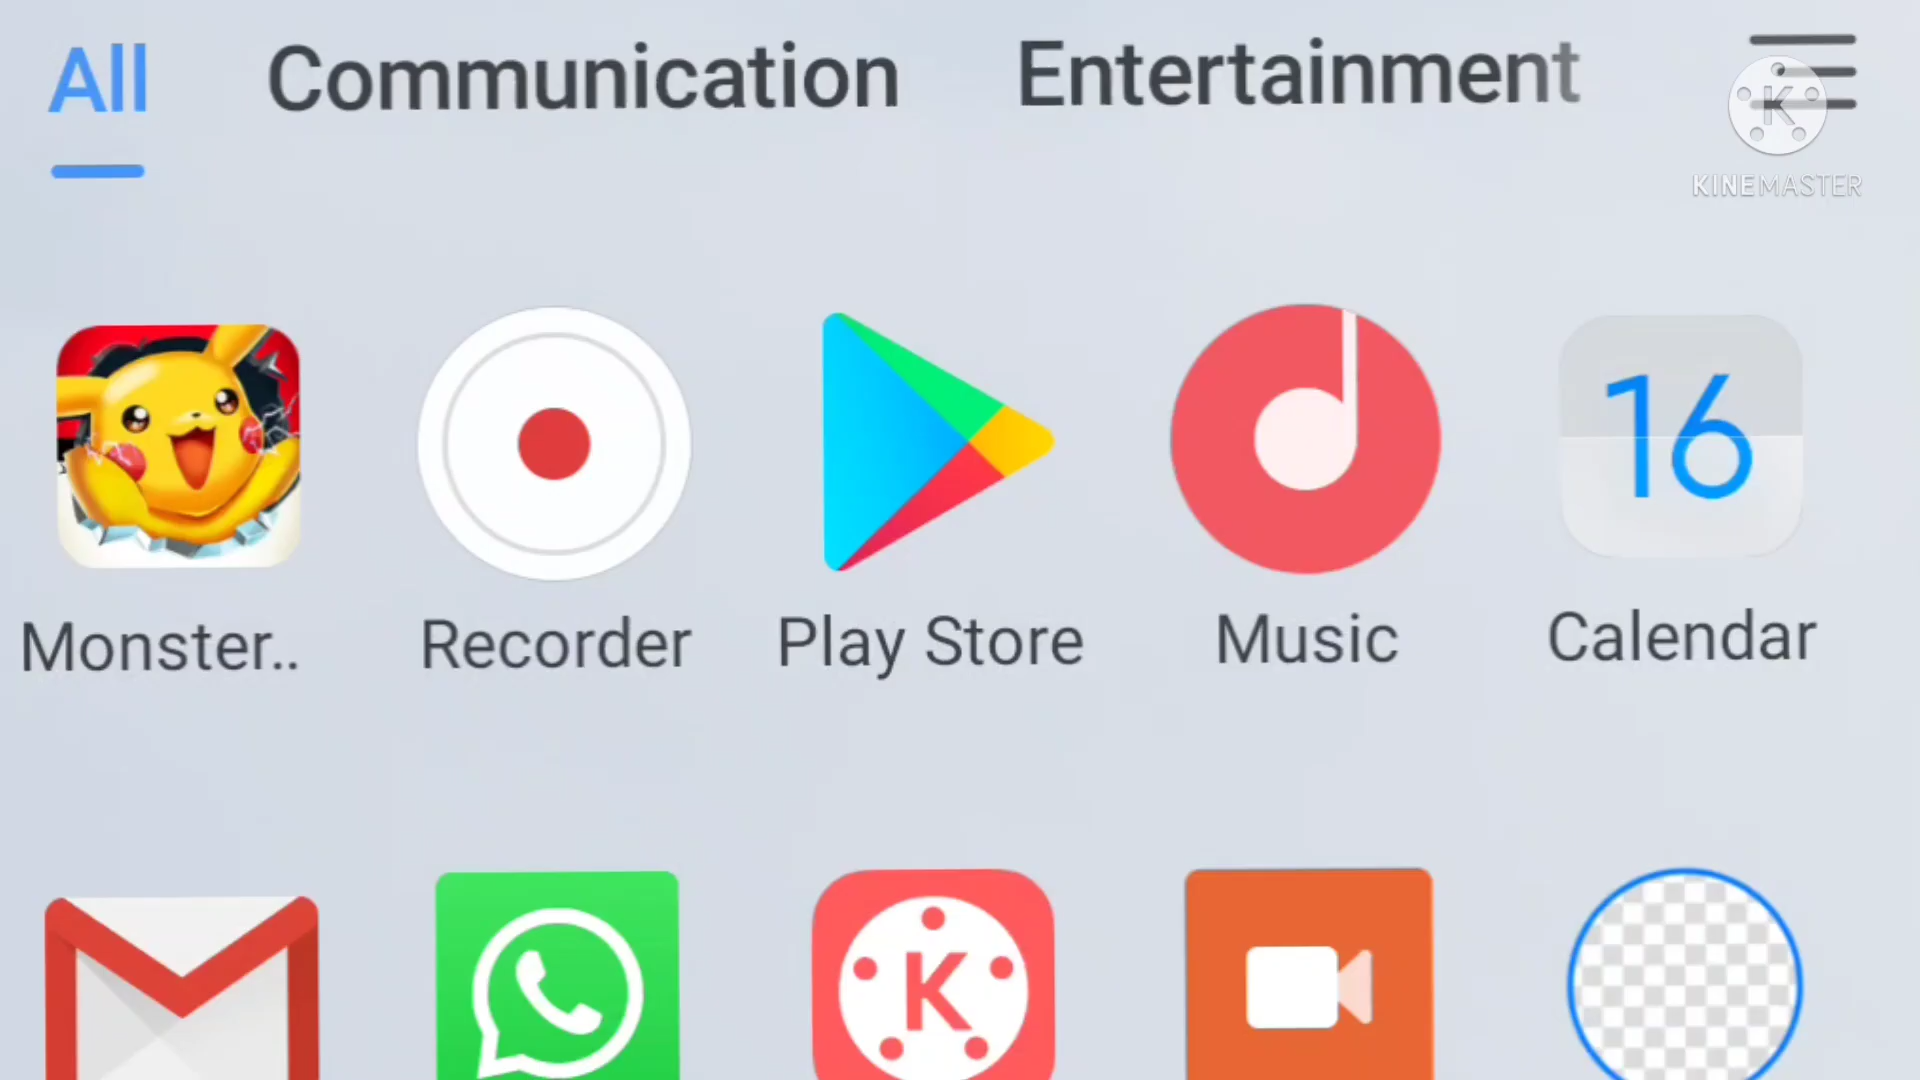 All Communication Entertainment
KINEMASTER
16
Monster.. Recorder Play Store Music Calendar
K